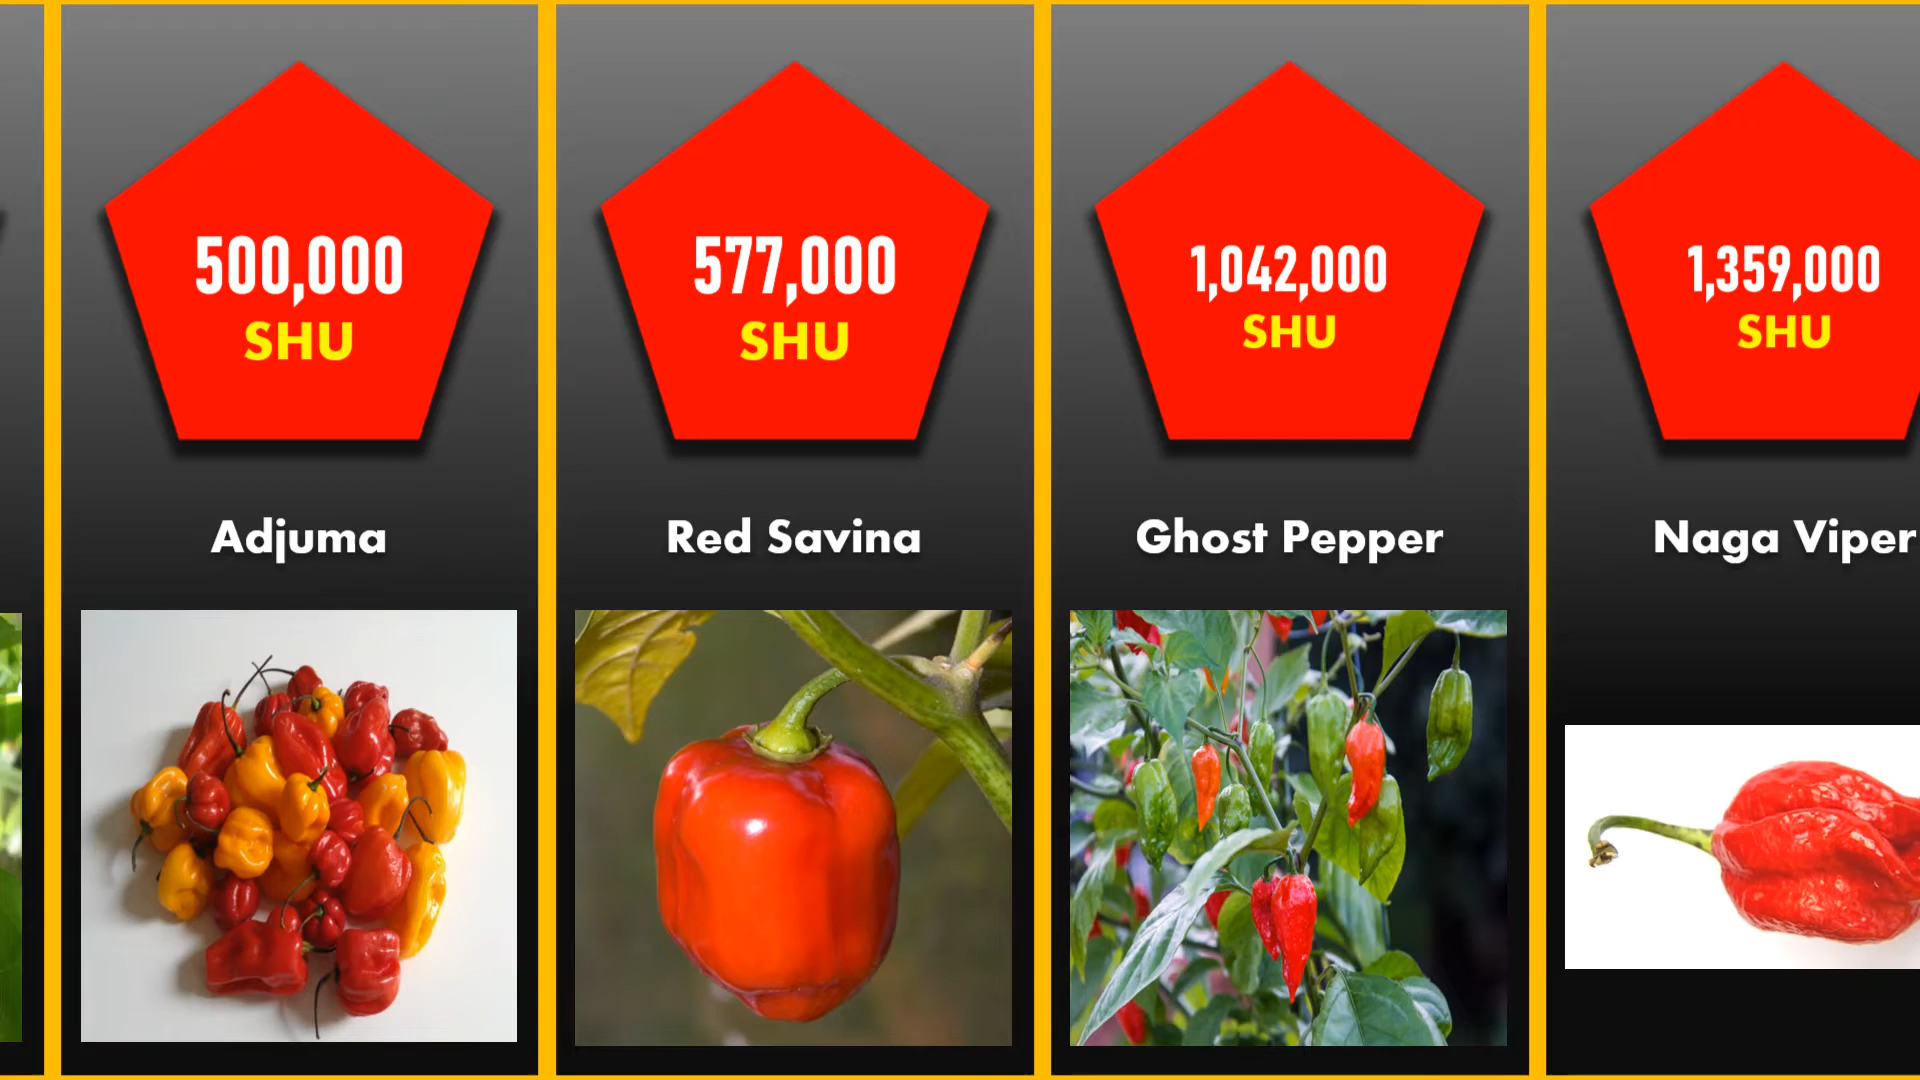 500,000
SHU
Adjuma
577,000
SHU
Red Savina
1,042,000
SHU
Ghost Pepper
1,359,000
SHU
Naga Viper